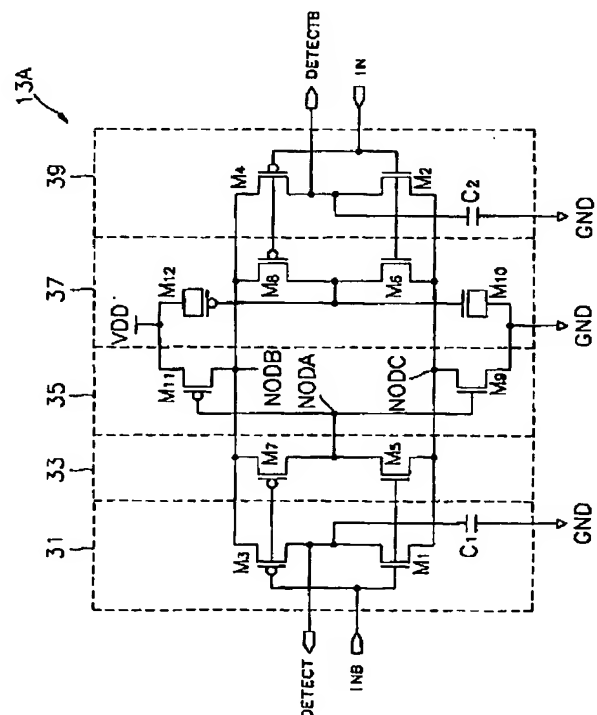 13A
31
33
35
37
39
VDD
M12
M11
M3
M7
M8
M4
NODB
NODA
NODC
DETECT
DETECTB
INB
IN
M1
M5
M9
M10
M6
M2
C1
C2
GND
GND
GND